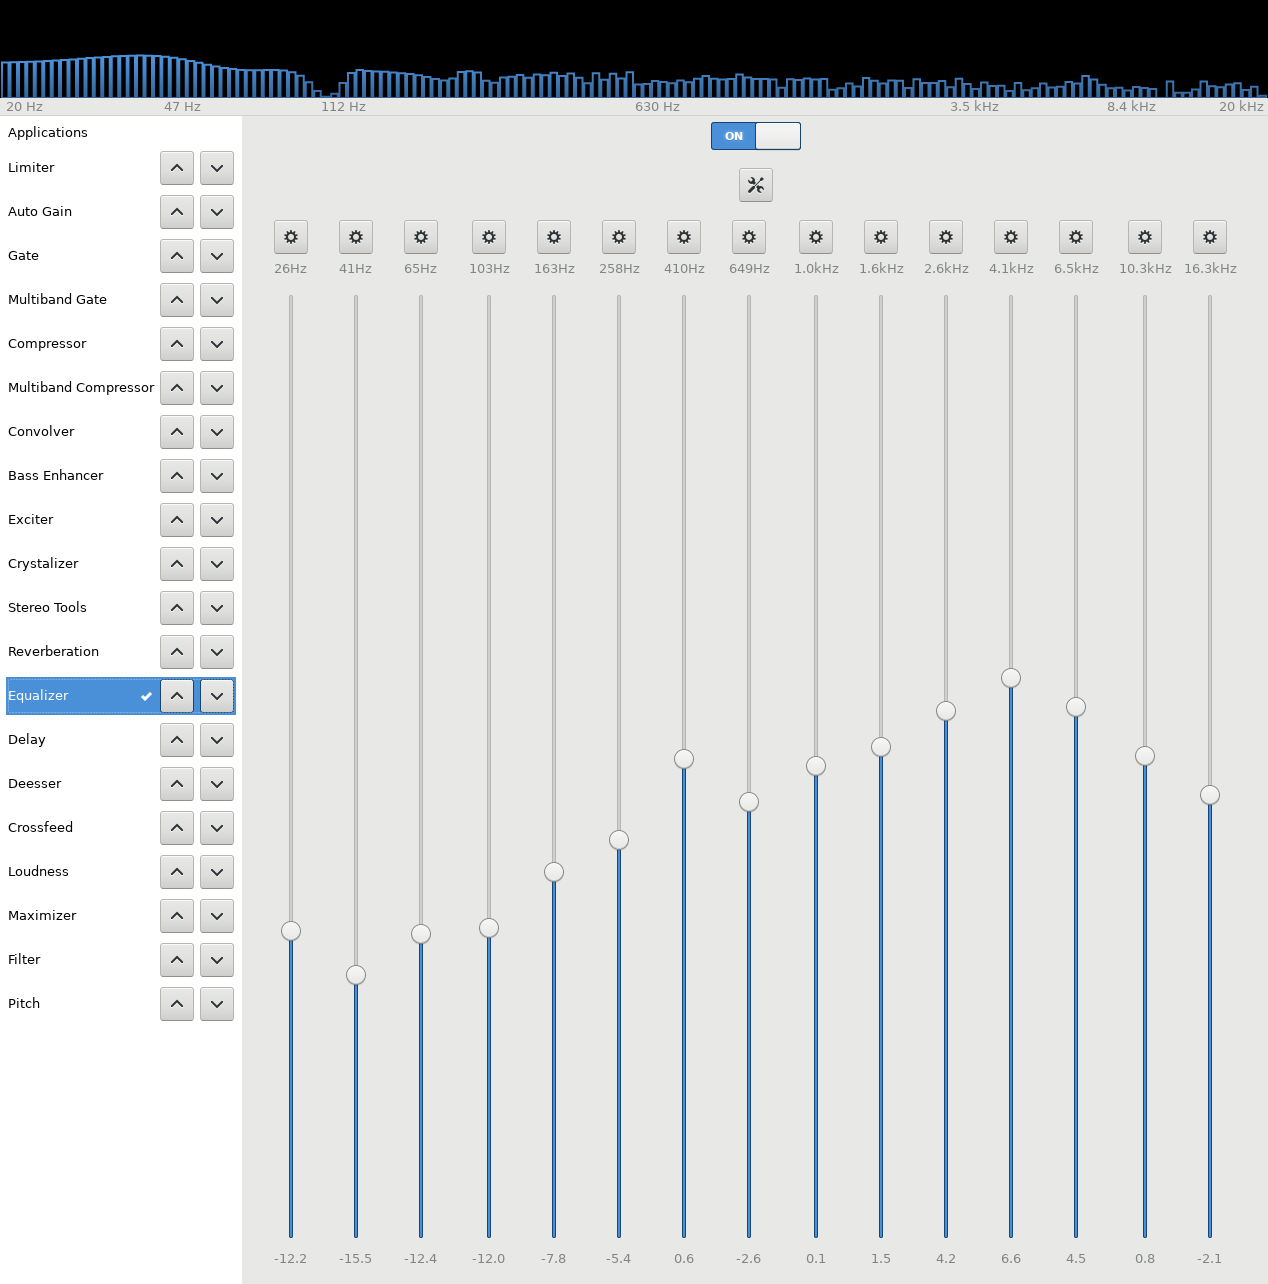 20 Hz 47 Hz 112 Hz 630 Hz 3.5 kHz 8.4 kHz 20 kHz
Applications
Limiter
Auto Gain
Gate
Multiband Gate
Compressor
Multiband Compressor
Convolver
Bass Enhancer
Exciter
Crystalizer
Stereo Tools
Reverberation
Equalizer
Delay
Deesser
Crossfeed
Loudness
Maximizer
Filter
Pitch
ON
26Hz 41Hz 65Hz 103Hz 163Hz 258Hz 410Hz 649Hz 1.0kHz 1.6kHz 2.6kHz 4.1kHz 6.5kHz 10.3kHz 16.3kHz
-12.2 -15.5 -12.4 -12.0 -7.8 -5.4 0.6 -2.6 0.1 1.5 4.2 6.6 4.5 0.8 -2.1